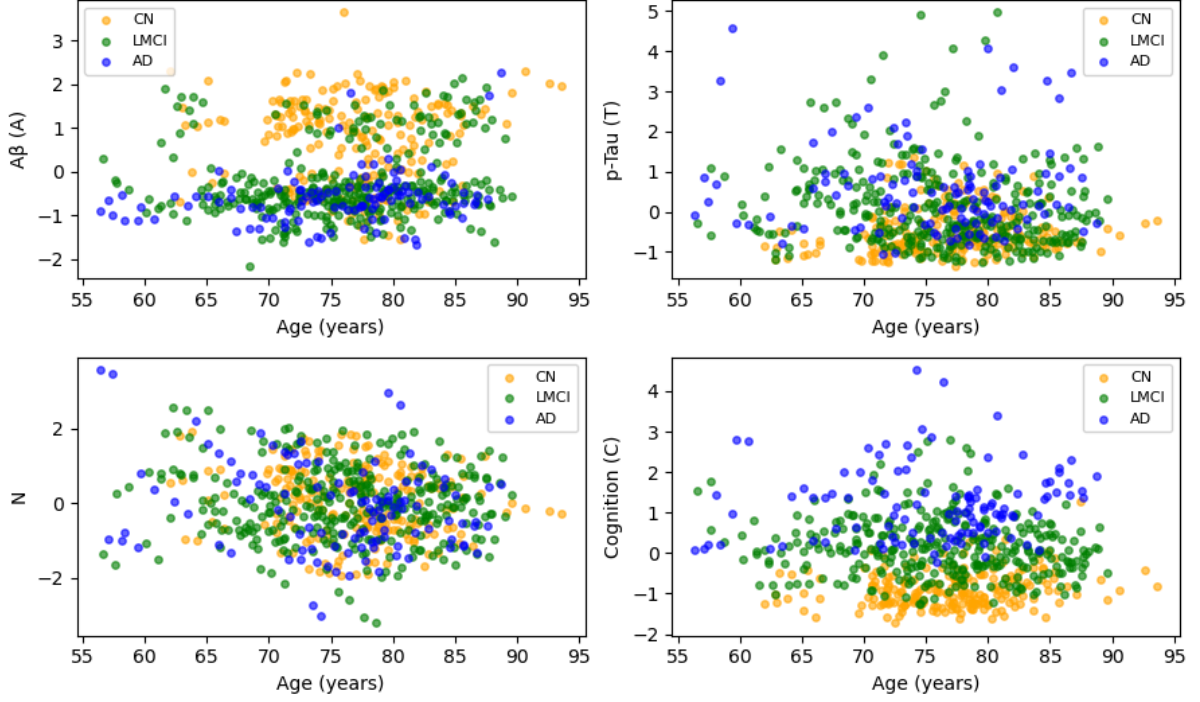 CN
LMCI
AD
3
2
1
0
−1
−2
Aβ (A)
55 60 65 70 75 80 85 90 95
Age (years)
CN
LMCI
AD
5
4
3
2
1
0
−1
p-Tau (T)
55 60 65 70 75 80 85 90 95
Age (years)
CN
LMCI
AD
2
0
−2
N
55 60 65 70 75 80 85 90 95
Age (years)
CN
LMCI
AD
4
3
2
1
0
−1
−2
Cognition (C)
55 60 65 70 75 80 85 90 95
Age (years)